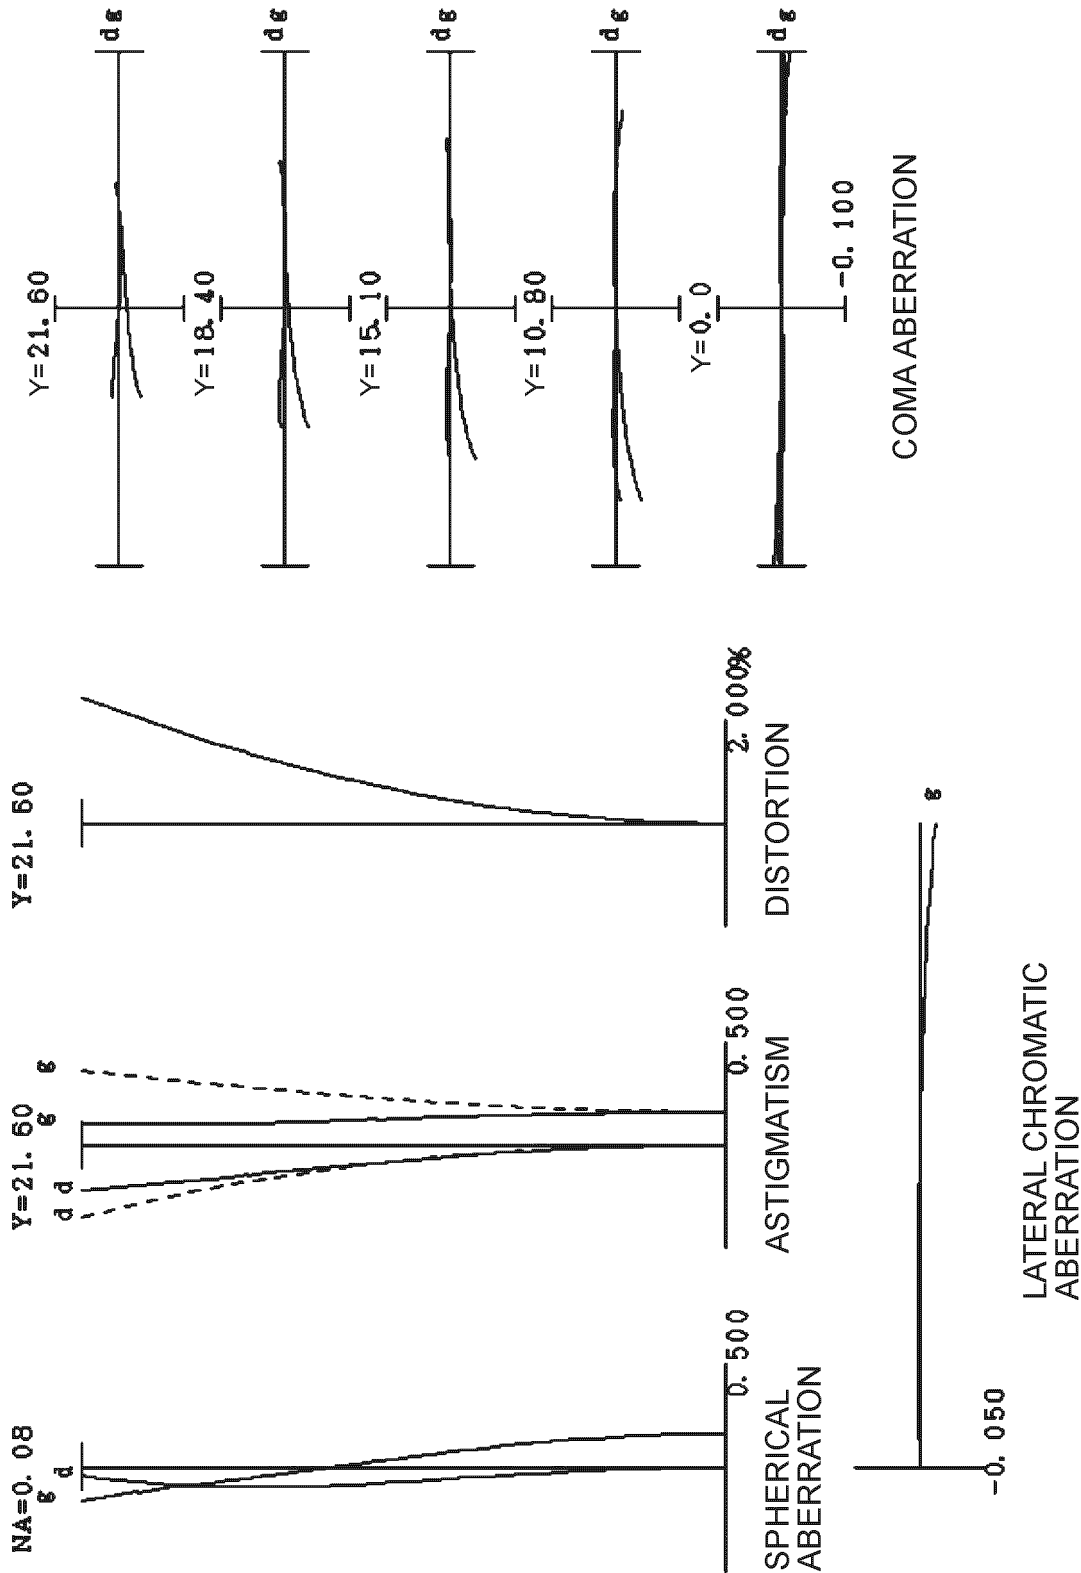 NA=0.08
g d
0.500
SPHERICAL
ABERRATION
Y=21.60
d d g g
0.500
ASTIGMATISM
Y=21.60
2.000%
DISTORTION
Y=21.60
d g
Y=18.40
d g
Y=15.10
d g
Y=10.80
d g
Y=0.0
d g
-0.100
COMA ABERRATION
g
-0.050
LATERAL CHROMATIC
ABERRATION